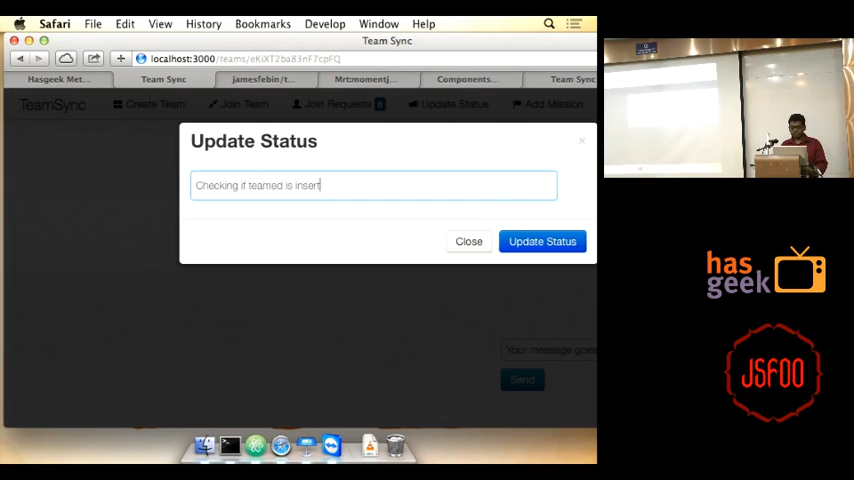 Safari File Edit View History Bookmarks Develop Window Help
Team Sync
localhost:3000/teams/eKiXT2ba83nF7cpFQ
Hasgeek Met... Team Sync jamesfebin/t... Mrt:momentj... Components... Team Sync
TeamSync Create Team Join Team Join Requests Update Status Add Mission
Update Status
×
Checking if teamed is insert
Close Update Status
Your message goes
Send
has
geek
JSFOO